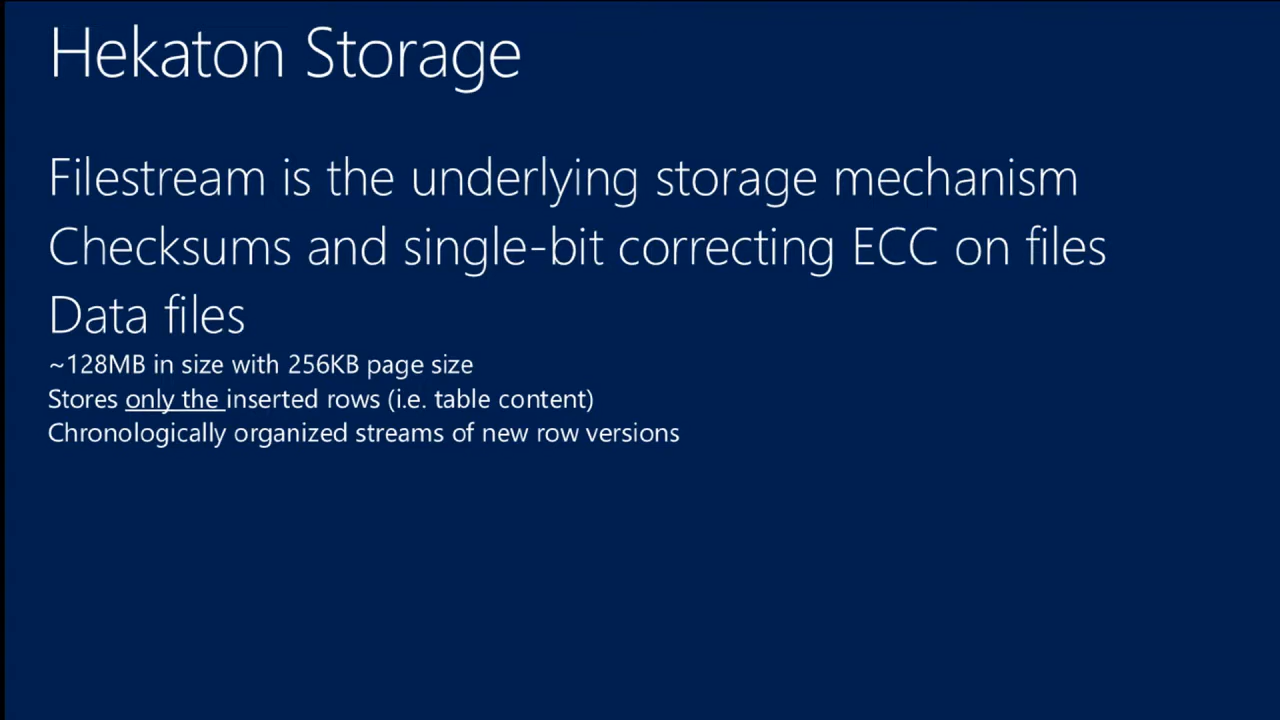 Hekaton Storage
Filestream is the underlying storage mechanism
Checksums and single-bit correcting ECC on files
Data files
~128MB in size with 256KB page size
Stores only the inserted rows (i.e. table content)
Chronologically organized streams of new row versions